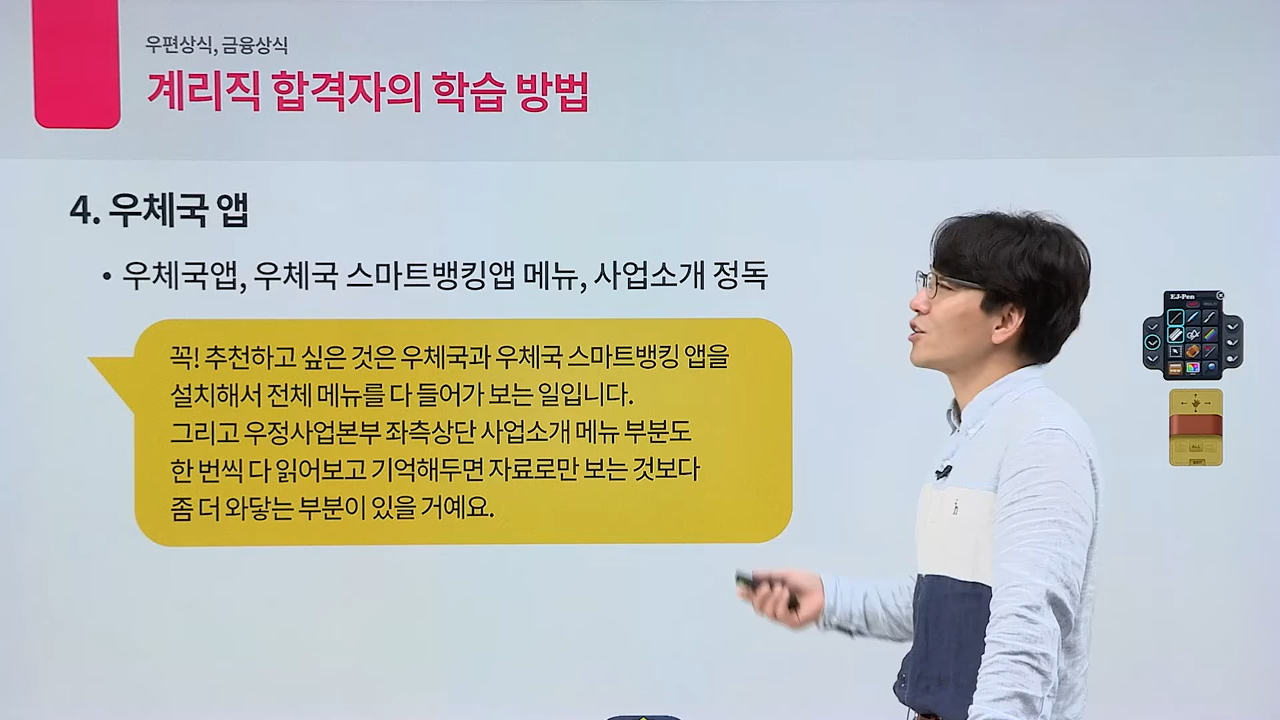 우편상식, 금융상식
계리직 합격자의 학습 방법
4. 우체국 앱
• 우체국앱, 우체국 스마트뱅킹앱 메뉴, 사업소개 정독
꼭! 추천하고 싶은 것은 우체국과 우체국 스마트뱅킹 앱을
설치해서 전체 메뉴를 다 들어가 보는 일입니다.
그리고 우정사업본부 좌측상단 사업소개 메뉴 부분도
한 번씩 다 읽어보고 기억해두면 자료로만 보는 것보다
좀 더 와닿는 부분이 있을 거예요.
EJ-Pen